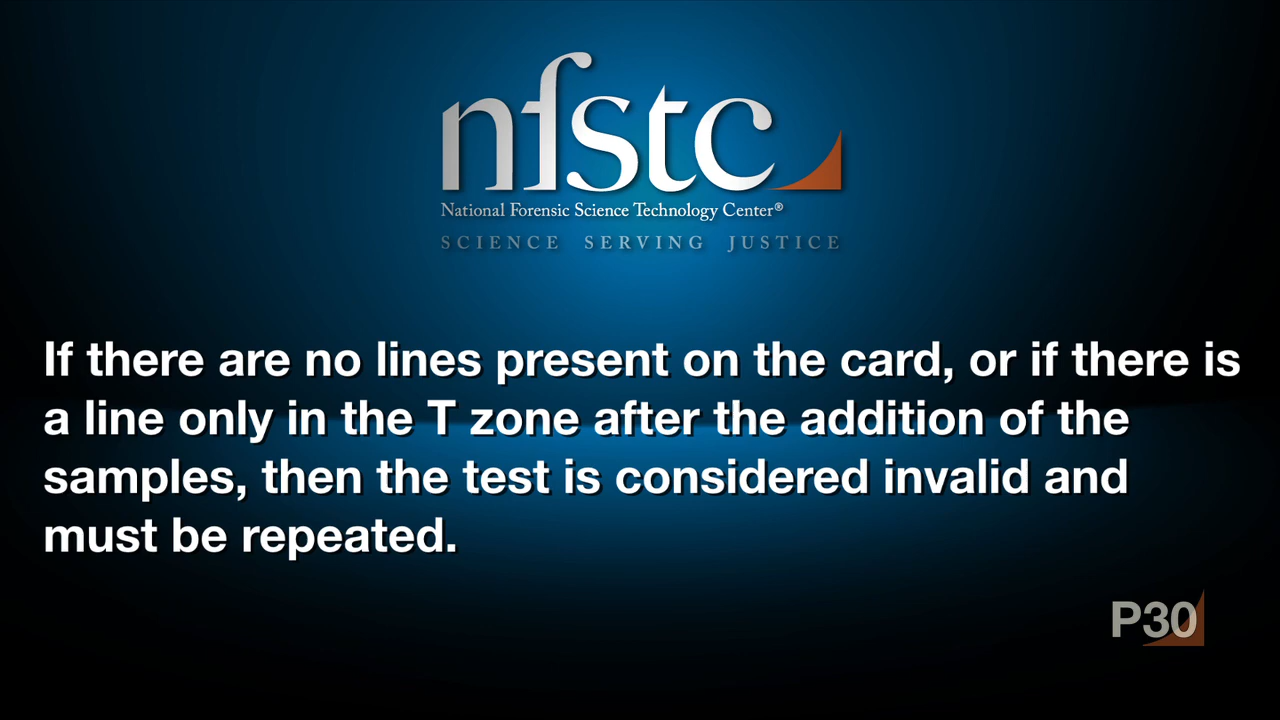 nfstc
National Forensic Science Technology Center®
SCIENCE SERVING JUSTICE
If there are no lines present on the card, or if there is
a line only in the T zone after the addition of the
samples, then the test is considered invalid and
must be repeated.
P30